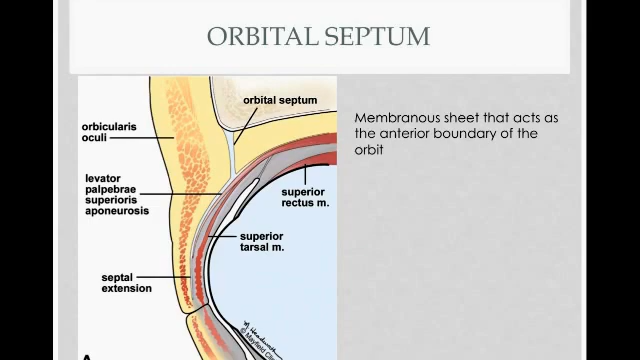 ORBITAL SEPTUM
orbital septum
orbicularis
oculi
levator
palpebrae
superioris
aponeurosis
superior
rectus m.
superior
tarsal m.
septal
extension
Membranous sheet that acts as
the anterior boundary of the
orbit
A